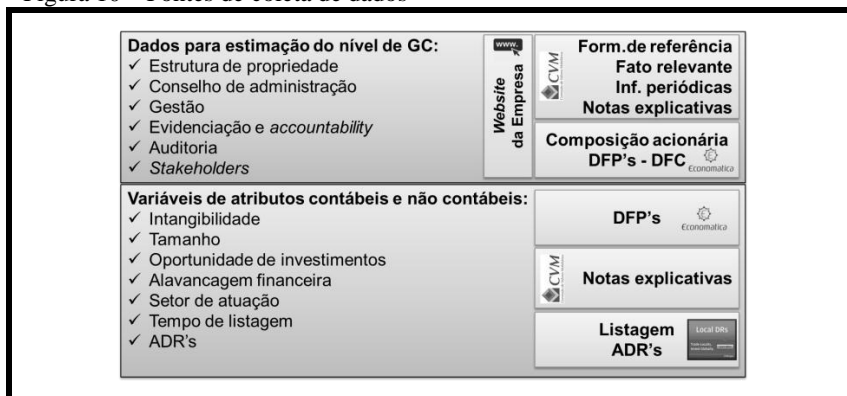 Figura 10 - Fontes de coleta de dados
Dados para estimação do nível de GC:
✓ Estrutura de propriedade
✓ Conselho de administração
✓ Gestão
✓ Evidenciação e accountability
✓ Auditoria
✓ Stakeholders
www.
Website
da Empresa
CVM
Form.de referência
Fato relevante
Inf. periódicas
Notas explicativas
Composição acionária
DFP's - DFC
Economatica
Variáveis de atributos contábeis e não contábeis:
✓ Intangibilidade
✓ Tamanho
✓ Oportunidade de investimentos
✓ Alavancagem financeira
✓ Setor de atuação
✓ Tempo de listagem
✓ ADR's
DFP's
Economatica
CVM
Notas explicativas
Listagem
ADR's
Local DRs